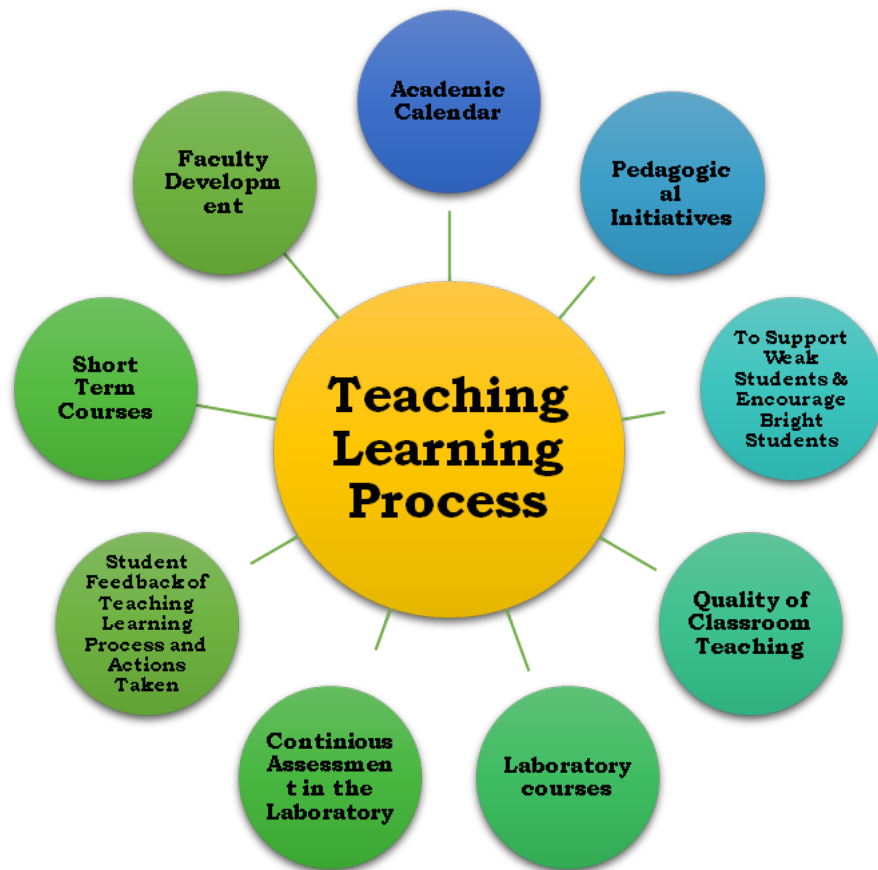 Academic
Calendar
Pedagogic
al
Initiatives
To Support
Weak
Students &
Encourage
Bright
Students
Quality of
Classroom
Teaching
Laboratory
courses
Continious
Assessmen
t in the
Laboratory
Student
Feedback of
Teaching
Learning
Process and
Actions
Taken
Short
Term
Courses
Faculty
Developm
ent
Teaching
Learning
Process